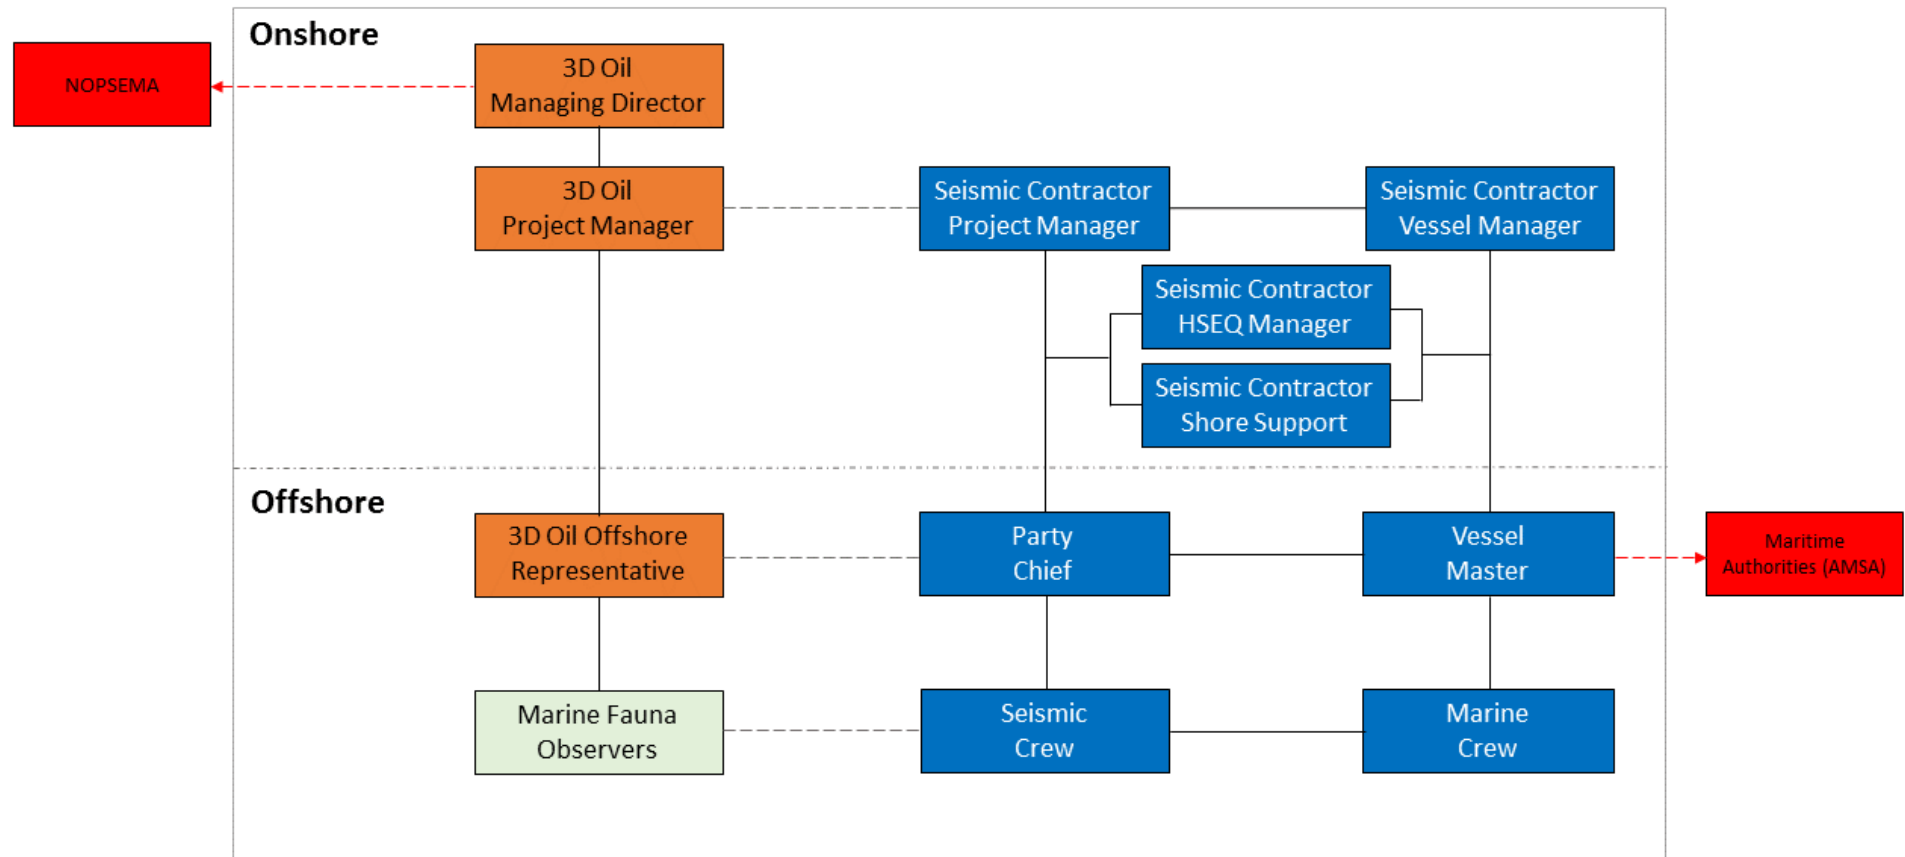 Onshore
NOPSEMA
3D Oil
Managing Director
3D Oil
Project Manager
Seismic Contractor
Project Manager
Seismic Contractor
Vessel Manager
Seismic Contractor
HSEQ Manager
Seismic Contractor
Shore Support
Offshore
3D Oil Offshore
Representative
Party
Chief
Vessel
Master
Maritime
Authorities (AMSA)
Marine Fauna
Observers
Seismic
Crew
Marine
Crew